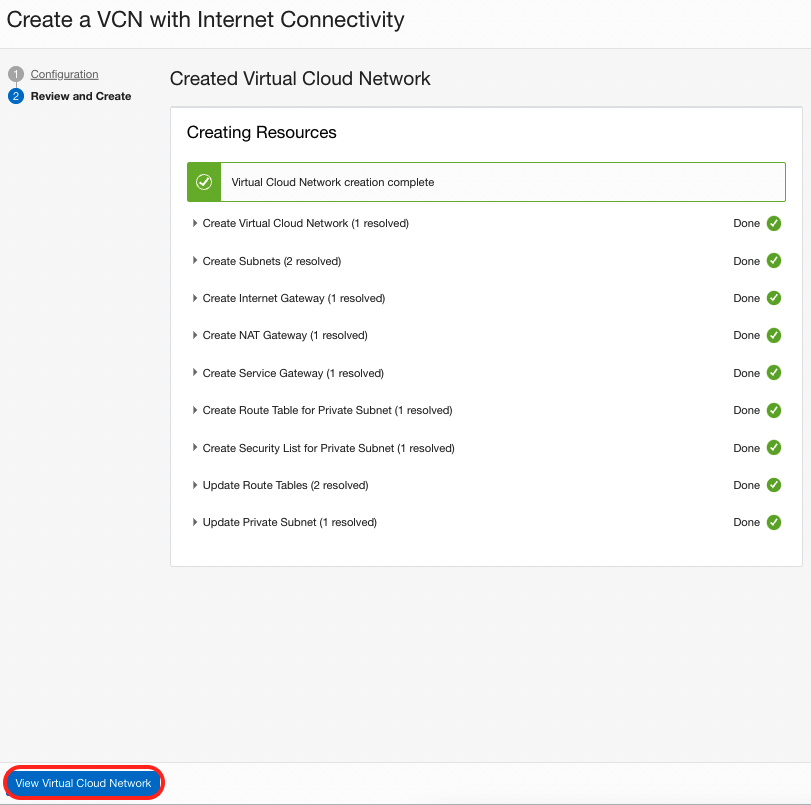 Create a VCN with Internet Connectivity
1 Configuration
2 Review and Create
Created Virtual Cloud Network
Creating Resources
Virtual Cloud Network creation complete
Create Virtual Cloud Network (1 resolved) Done
Create Subnets (2 resolved) Done
Create Internet Gateway (1 resolved) Done
Create NAT Gateway (1 resolved) Done
Create Service Gateway (1 resolved) Done
Create Route Table for Private Subnet (1 resolved) Done
Create Security List for Private Subnet (1 resolved) Done
Update Route Tables (2 resolved) Done
Update Private Subnet (1 resolved) Done
View Virtual Cloud Network